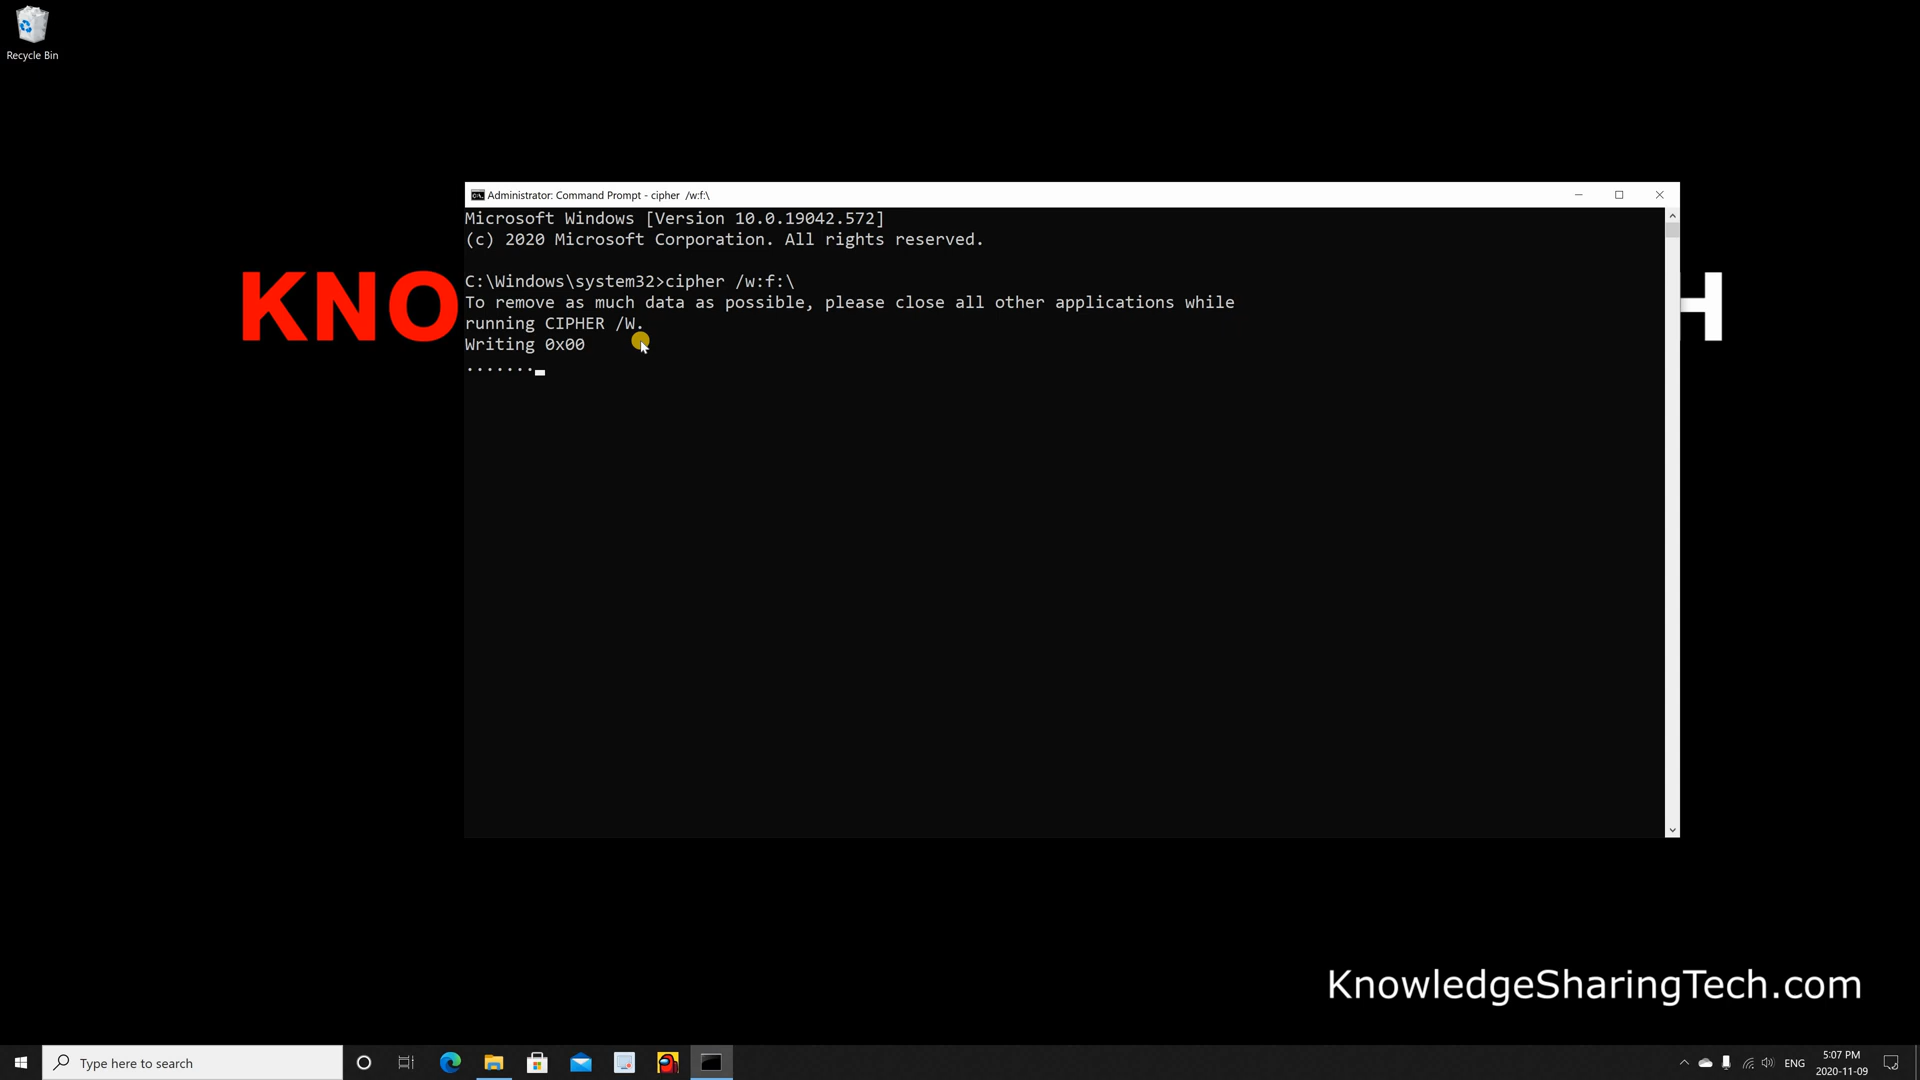 Recycle Bin
Administrator: Command Prompt - cipher /w:f:\
Microsoft Windows [Version 10.0.19042.572]
(c) 2020 Microsoft Corporation. All rights reserved.
C:\Windows\system32>cipher /w:f:\
To remove as much data as possible, please close all other applications while
running CIPHER /W.
Writing 0x00
.......
KNO
H
KnowledgeSharingTech.com
Type here to search
ENG
5:07 PM
2020-11-09